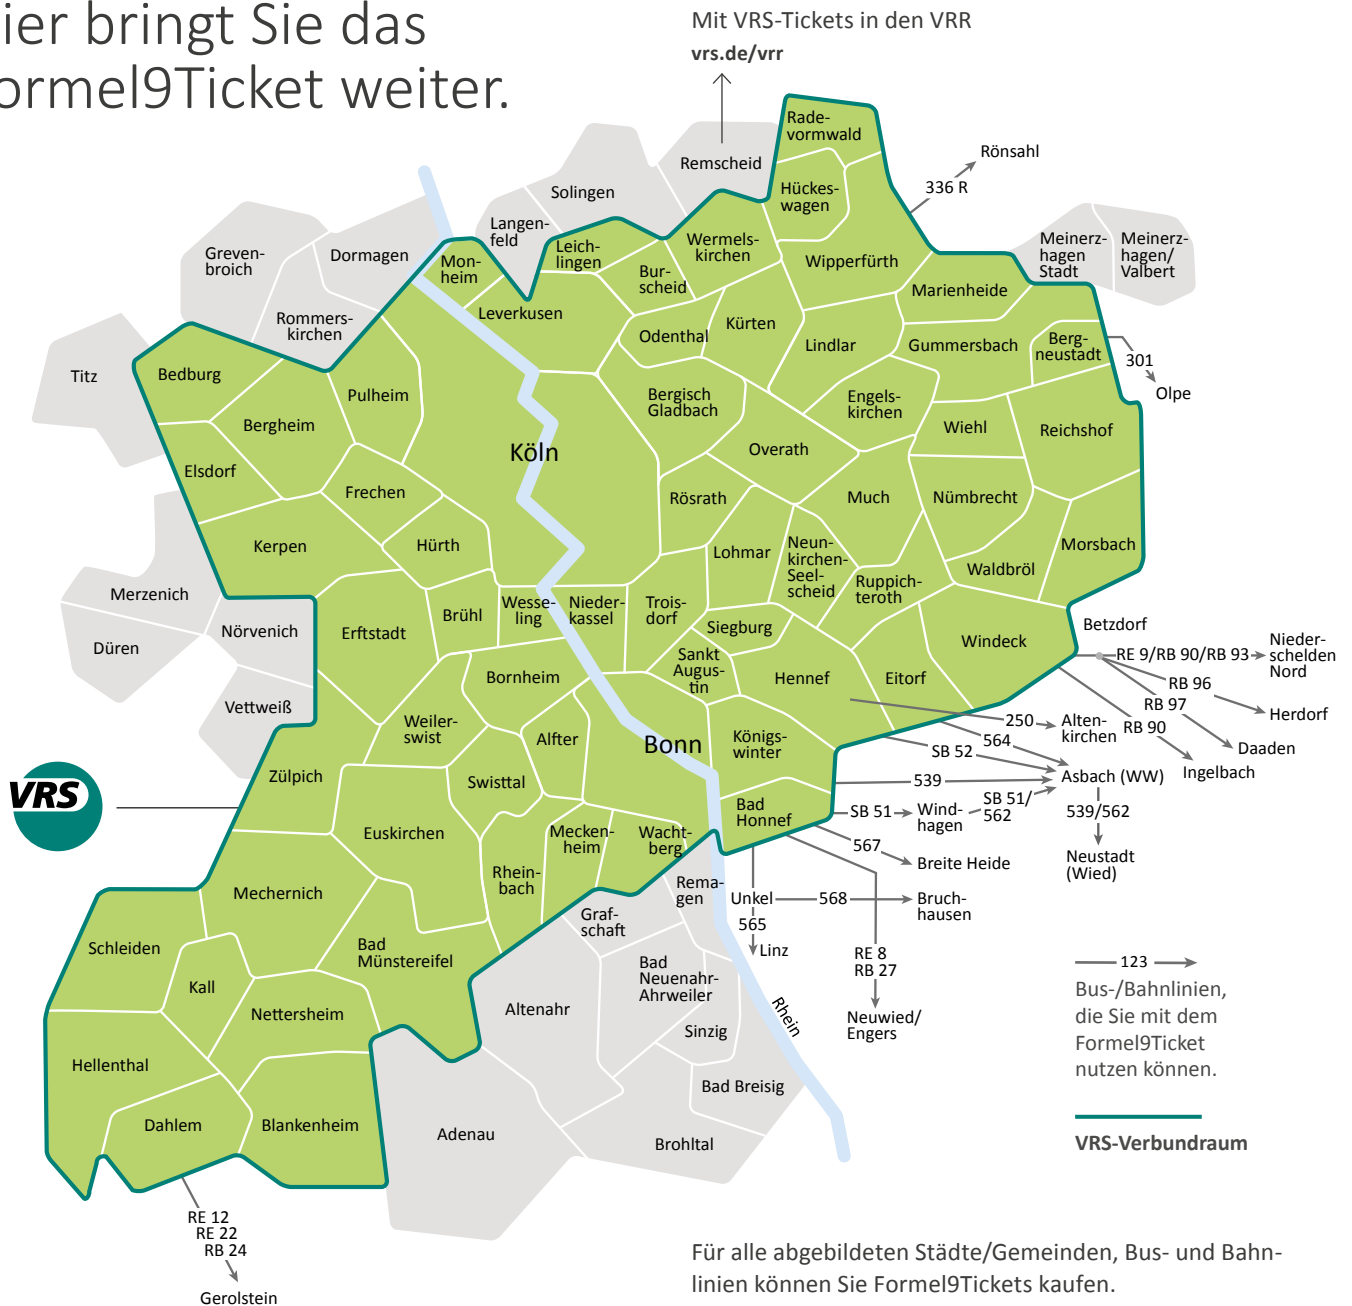 ier bringt Sie das
ormel9Ticket weiter.
Mit VRS-Tickets in den VRR
vrs.de/vrr
Rade-
vormwald
Remscheid
Rönsahl
336 R
Solingen
Hückes-
wagen
Langen-
feld
Meinerz-
hagen
Stadt
Meinerz-
hagen/
Valbert
Greven-
broich
Dormagen
Mon-
heim
Leich-
lingen
Bur-
scheid
Wermels-
kirchen
Wipperfürth
Marienheide
Rommers-
kirchen
Leverkusen
Odenthal
Kürten
Lindlar
Gummersbach
Berg-
neustadt
301
Olpe
Titz
Bedburg
Pulheim
Bergisch
Gladbach
Engels-
kirchen
Bergheim
Köln
Overath
Wiehl
Reichshof
Elsdorf
Frechen
Rösrath
Much
Nümbrecht
Kerpen
Hürth
Lohmar
Neun-
kirchen-
Seel-
scheid
Morsbach
Waldbröl
Ruppich-
teroth
Merzenich
Düren
Nörvenich
Erftstadt
Brühl
Wesse-
ling
Nieder-
kassel
Trois-
dorf
Siegburg
Windeck
Betzdorf
RE 9/RB 90/RB 93
Nieder-
schelden
Nord
Sankt
Augus-
tin
Hennef
Eitorf
Bornheim
RB 96
RB 97
RB 90
Herdorf
Daaden
Ingelbach
Vettweiß
Weiler-
swist
Alfter
Bonn
Königs-
winter
250
Alten-
kirchen
564
SB 52
Zülpich
Swisttal
539
Asbach (WW)
VRS
Bad
Honnef
SB 51
Wind-
hagen
SB 51/
562
539/562
Neustadt
(Wied)
Euskirchen
Mecken-
heim
Wacht-
berg
567
Breite Heide
Rhein-
bach
Mechernich
Rema-
gen
Unkel
568
Bruch-
hausen
565
Linz
Graf-
schaft
Schleiden
Bad
Münstereifel
Kall
Bad
Neuenahr-
Ahrweiler
RE 8
RB 27
Neuwied/
Engers
123
Bus-/Bahnlinien,
die Sie mit dem
Formel9Ticket
nutzen können.
Nettersheim
Altenahr
Sinzig
Rhein
Hellenthal
Bad Breisig
Dahlem
Blankenheim
Adenau
Brohltal
VRS-Verbundraum
RE 12
RE 22
RB 24
Gerolstein
Für alle abgebildeten Städte/Gemeinden, Bus- und Bahn-
linien können Sie Formel9Tickets kaufen.